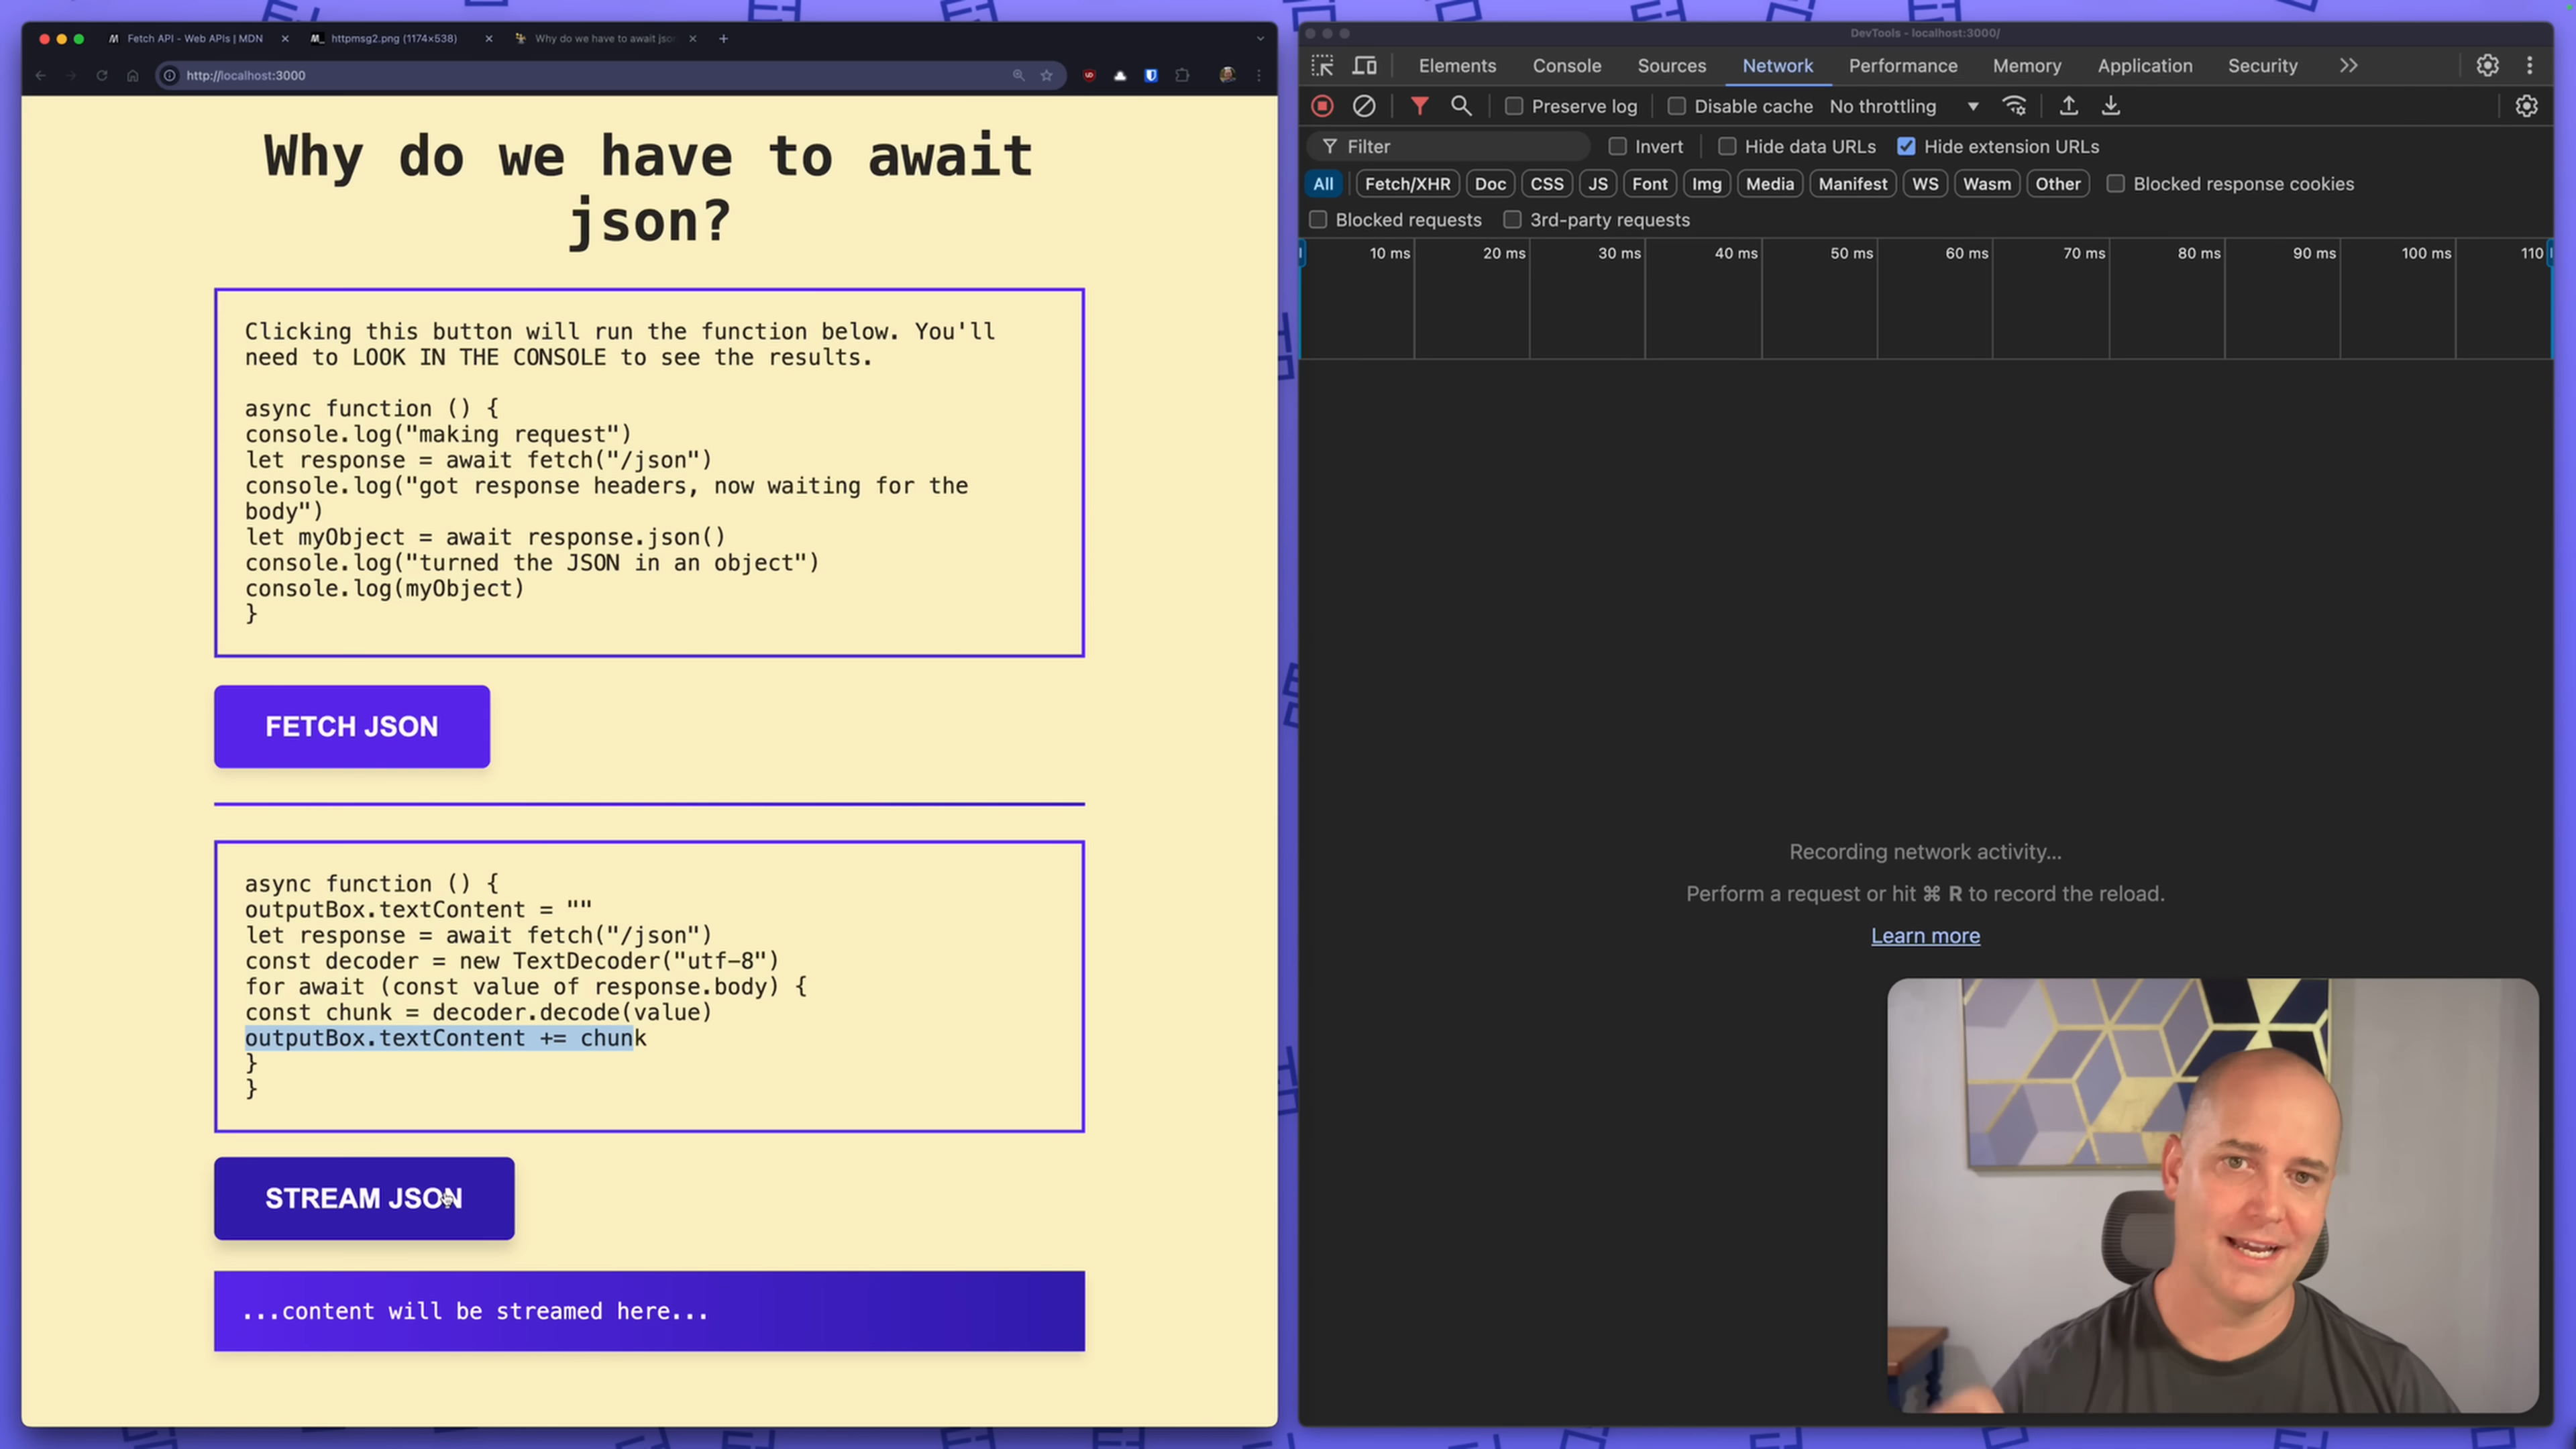 Fetch API - Web APIs | MDN
httpmsg2.png (1174×538)
Why do we have to await jso
http://localhost:3000
Why do we have to await
json?
Clicking this button will run the function below. You'll
need to LOOK IN THE CONSOLE to see the results.
async function () {
console.log("making request")
let response = await fetch("/json")
console.log("got response headers, now waiting for the
body")
let myObject = await response.json()
console.log("turned the JSON in an object")
console.log(myObject)
}
FETCH JSON
async function () {
outputBox.textContent = ""
let response = await fetch("/json")
const decoder = new TextDecoder("utf-8")
for await (const value of response.body) {
const chunk = decoder.decode(value)
outputBox.textContent += chunk
}
}
STREAM JSON
...content will be streamed here...
DevTools - localhost:3000/
Elements Console Sources Network Performance Memory Application Security
Preserve log Disable cache No throttling
Filter Invert Hide data URLs Hide extension URLs
All Fetch/XHR Doc CSS JS Font Img Media Manifest WS Wasm Other Blocked response cookies
Blocked requests 3rd-party requests
10 ms 20 ms 30 ms 40 ms 50 ms 60 ms 70 ms 80 ms 90 ms 100 ms 110
Recording network activity...
Perform a request or hit ⌘ R to record the reload.
Learn more